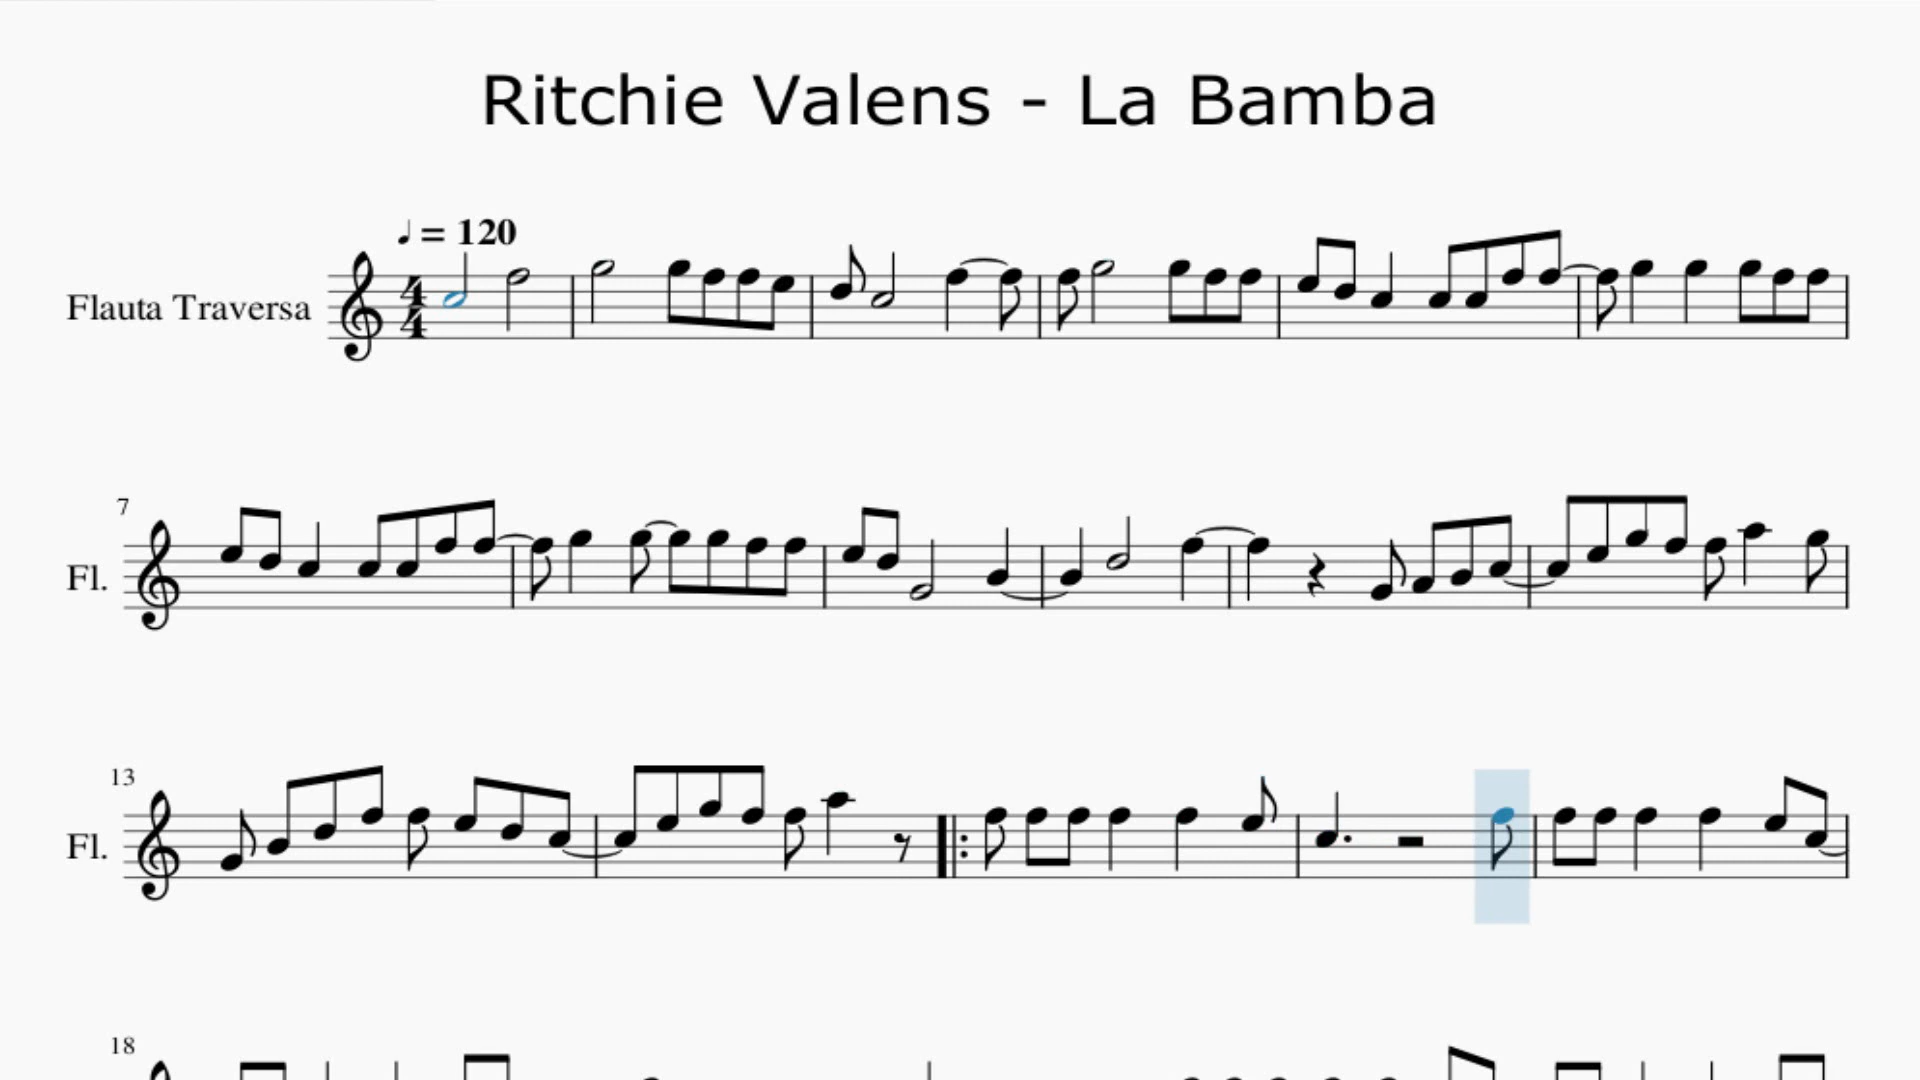 Ritchie Valens - La Bamba
♩ = 120
Flauta Traversa
4
4
7
Fl.
13
Fl.
18